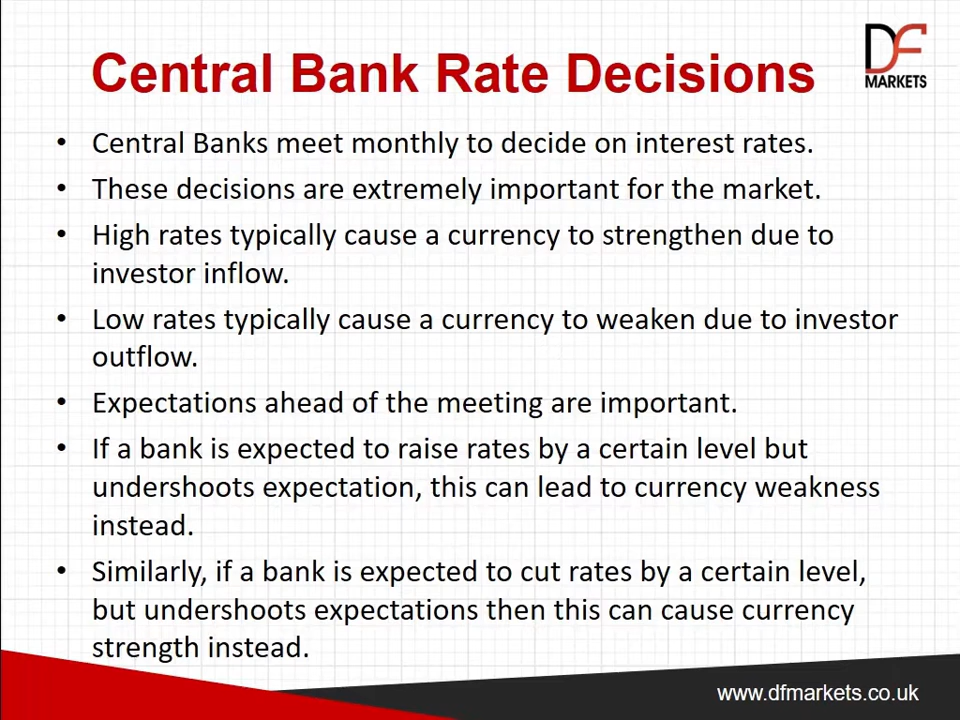 Central Bank Rate Decisions
DF
MARKETS
• Central Banks meet monthly to decide on interest rates.
• These decisions are extremely important for the market.
• High rates typically cause a currency to strengthen due to
investor inflow.
• Low rates typically cause a currency to weaken due to investor
outflow.
• Expectations ahead of the meeting are important.
• If a bank is expected to raise rates by a certain level but
undershoots expectation, this can lead to currency weakness
instead.
• Similarly, if a bank is expected to cut rates by a certain level,
but undershoots expectations then this can cause currency
strength instead.
www.dfmarkets.co.uk